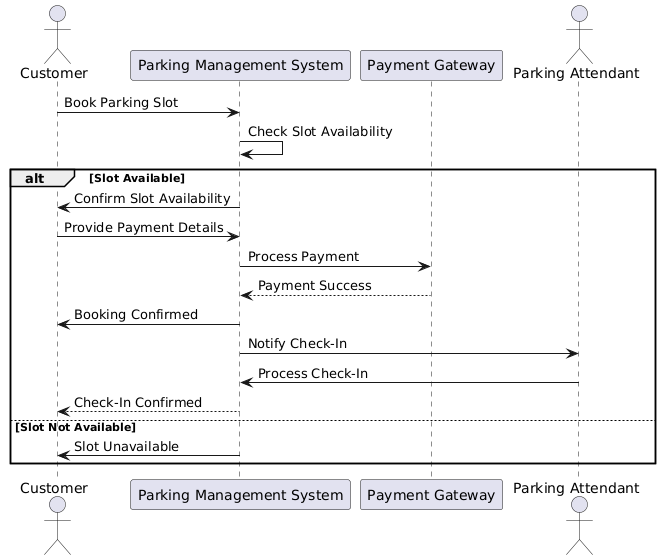 Customer
Parking Management System
Payment Gateway
Parking Attendant
Book Parking Slot
Check Slot Availability
alt
[Slot Available]
Confirm Slot Availability
Provide Payment Details
Process Payment
Payment Success
Booking Confirmed
Notify Check-In
Process Check-In
Check-In Confirmed
[Slot Not Available]
Slot Unavailable
Customer
Parking Management System
Payment Gateway
Parking Attendant